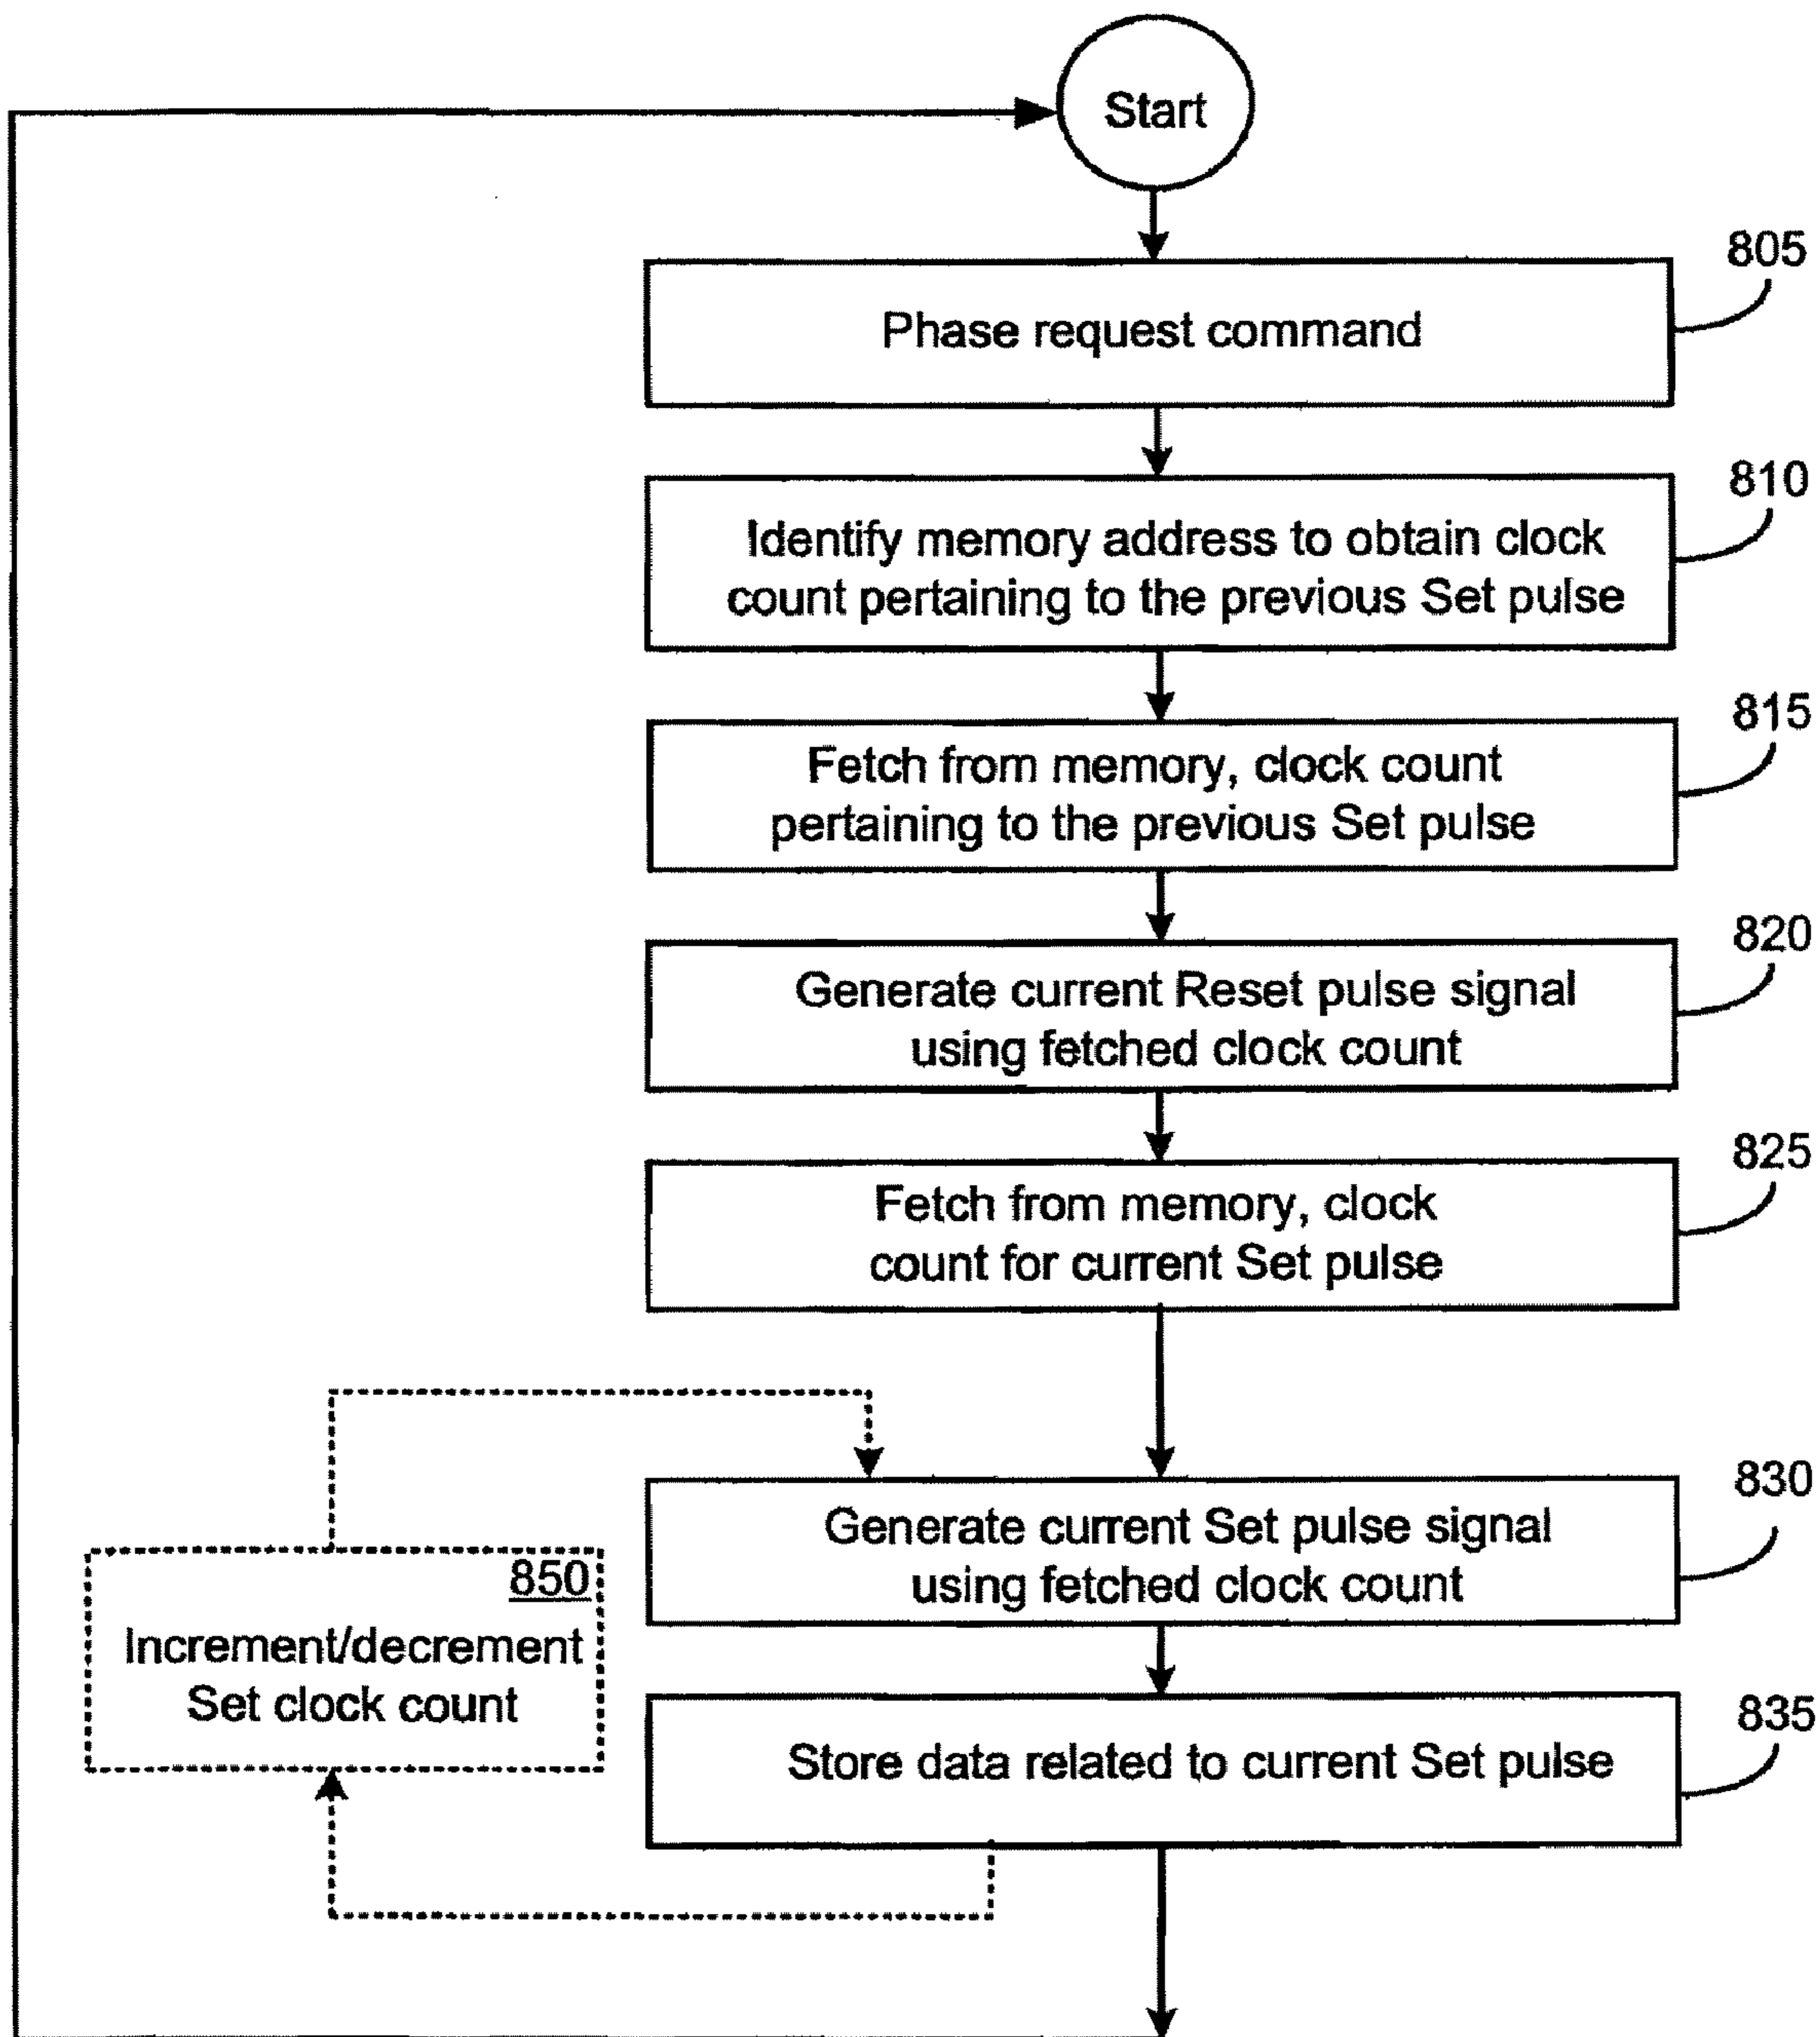 Start
805
Phase request command
810
Identify memory address to obtain clock
count pertaining to the previous Set pulse
815
Fetch from memory, clock count
pertaining to the previous Set pulse
820
Generate current Reset pulse signal
using fetched clock count
825
Fetch from memory, clock
count for current Set pulse
830
Generate current Set pulse signal
using fetched clock count
850
Increment/decrement
Set clock count
835
Store data related to current Set pulse